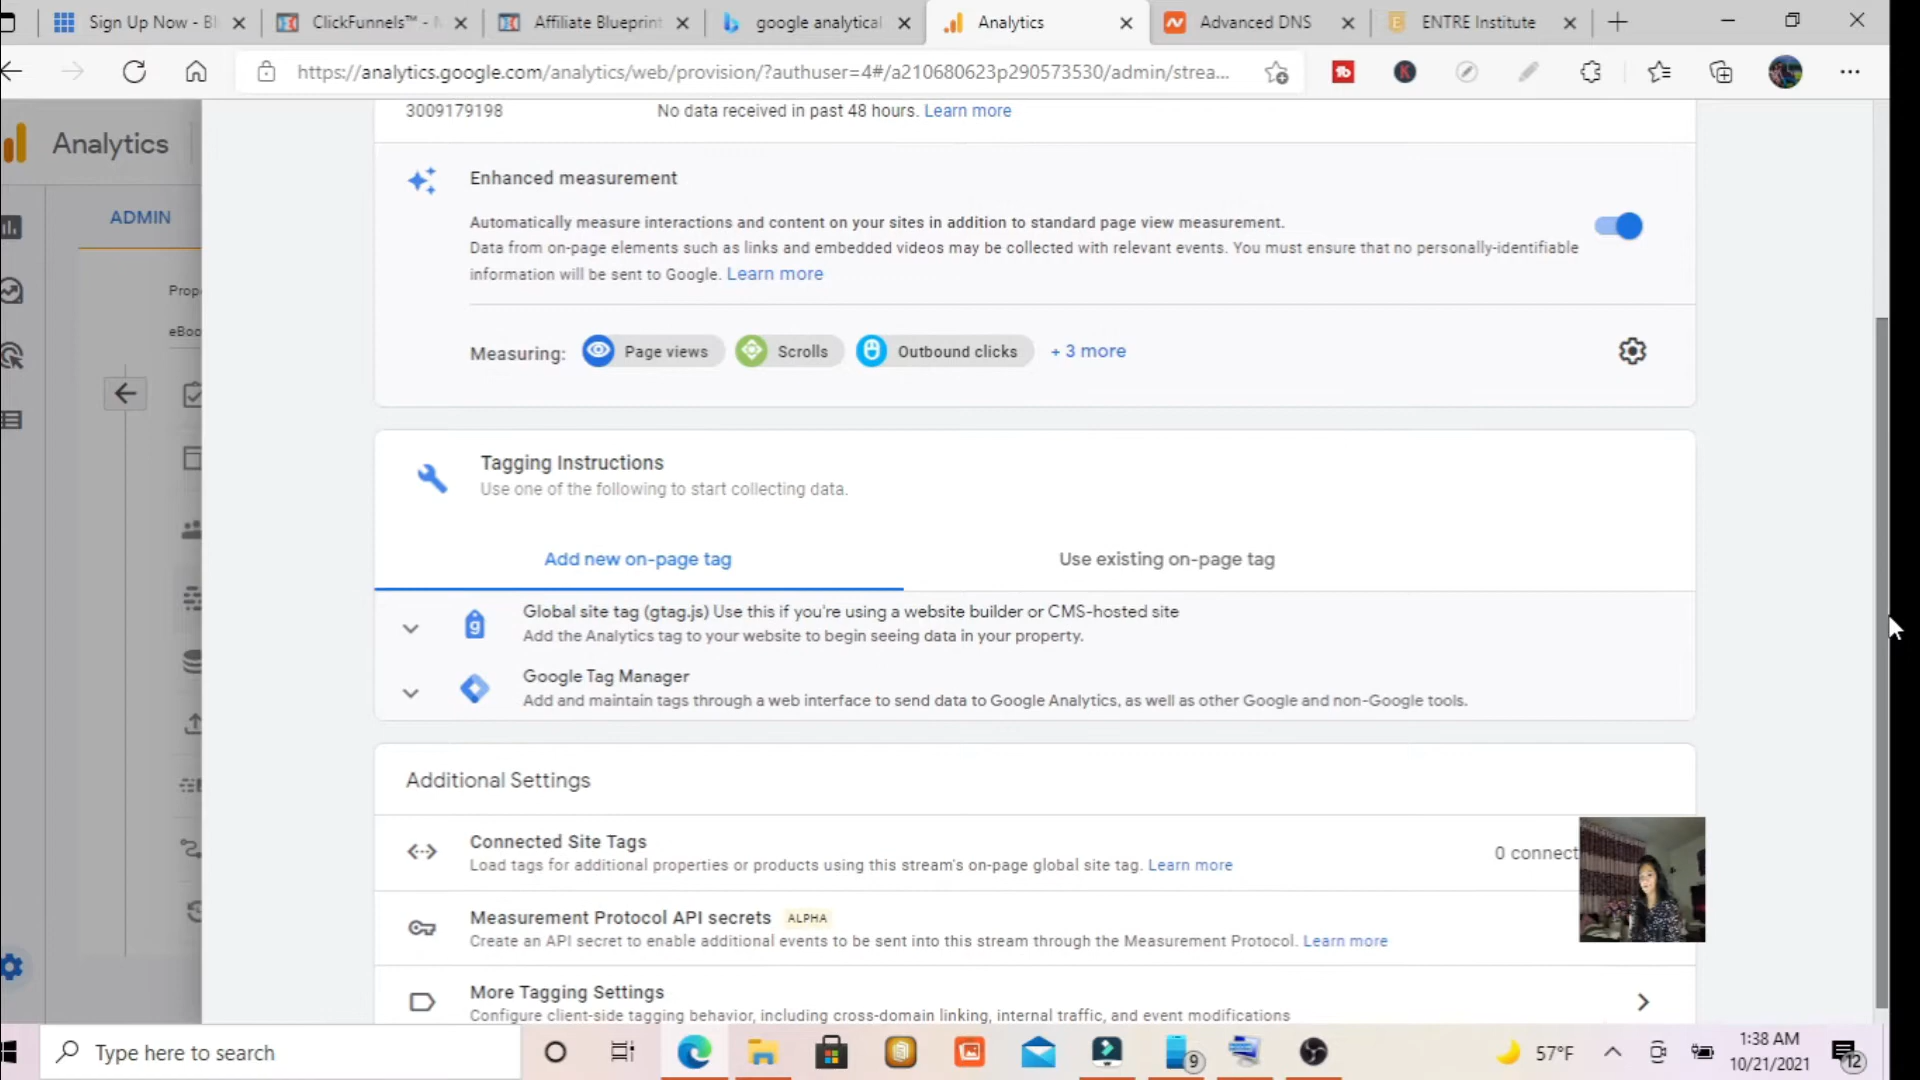 Sign Up Now - Bl
ClickFunnels™ - M
Affiliate Blueprint
google analytical
Analytics
Advanced DNS
ENTRE Institute
https://analytics.google.com/analytics/web/provision/?authuser=4#/a210680623p290573530/admin/strea...
Analytics
ADMIN
Prop
eBoo
3009179198
No data received in past 48 hours. Learn more
Enhanced measurement
Automatically measure interactions and content on your sites in addition to standard page view measurement.
Data from on-page elements such as links and embedded videos may be collected with relevant events. You must ensure that no personally-identifiable
information will be sent to Google. Learn more
Measuring:
Page views
Scrolls
Outbound clicks
+ 3 more
Tagging Instructions
Use one of the following to start collecting data.
Add new on-page tag
Use existing on-page tag
Global site tag (gtag.js) Use this if you're using a website builder or CMS-hosted site
Add the Analytics tag to your website to begin seeing data in your property.
Google Tag Manager
Add and maintain tags through a web interface to send data to Google Analytics, as well as other Google and non-Google tools.
Additional Settings
Connected Site Tags
Load tags for additional properties or products using this stream's on-page global site tag. Learn more
0 connect
Measurement Protocol API secrets ALPHA
Create an API secret to enable additional events to be sent into this stream through the Measurement Protocol. Learn more
More Tagging Settings
Configure client-side tagging behavior, including cross-domain linking, internal traffic, and event modifications
Type here to search
9
57°F
1:38 AM
10/21/2021
12